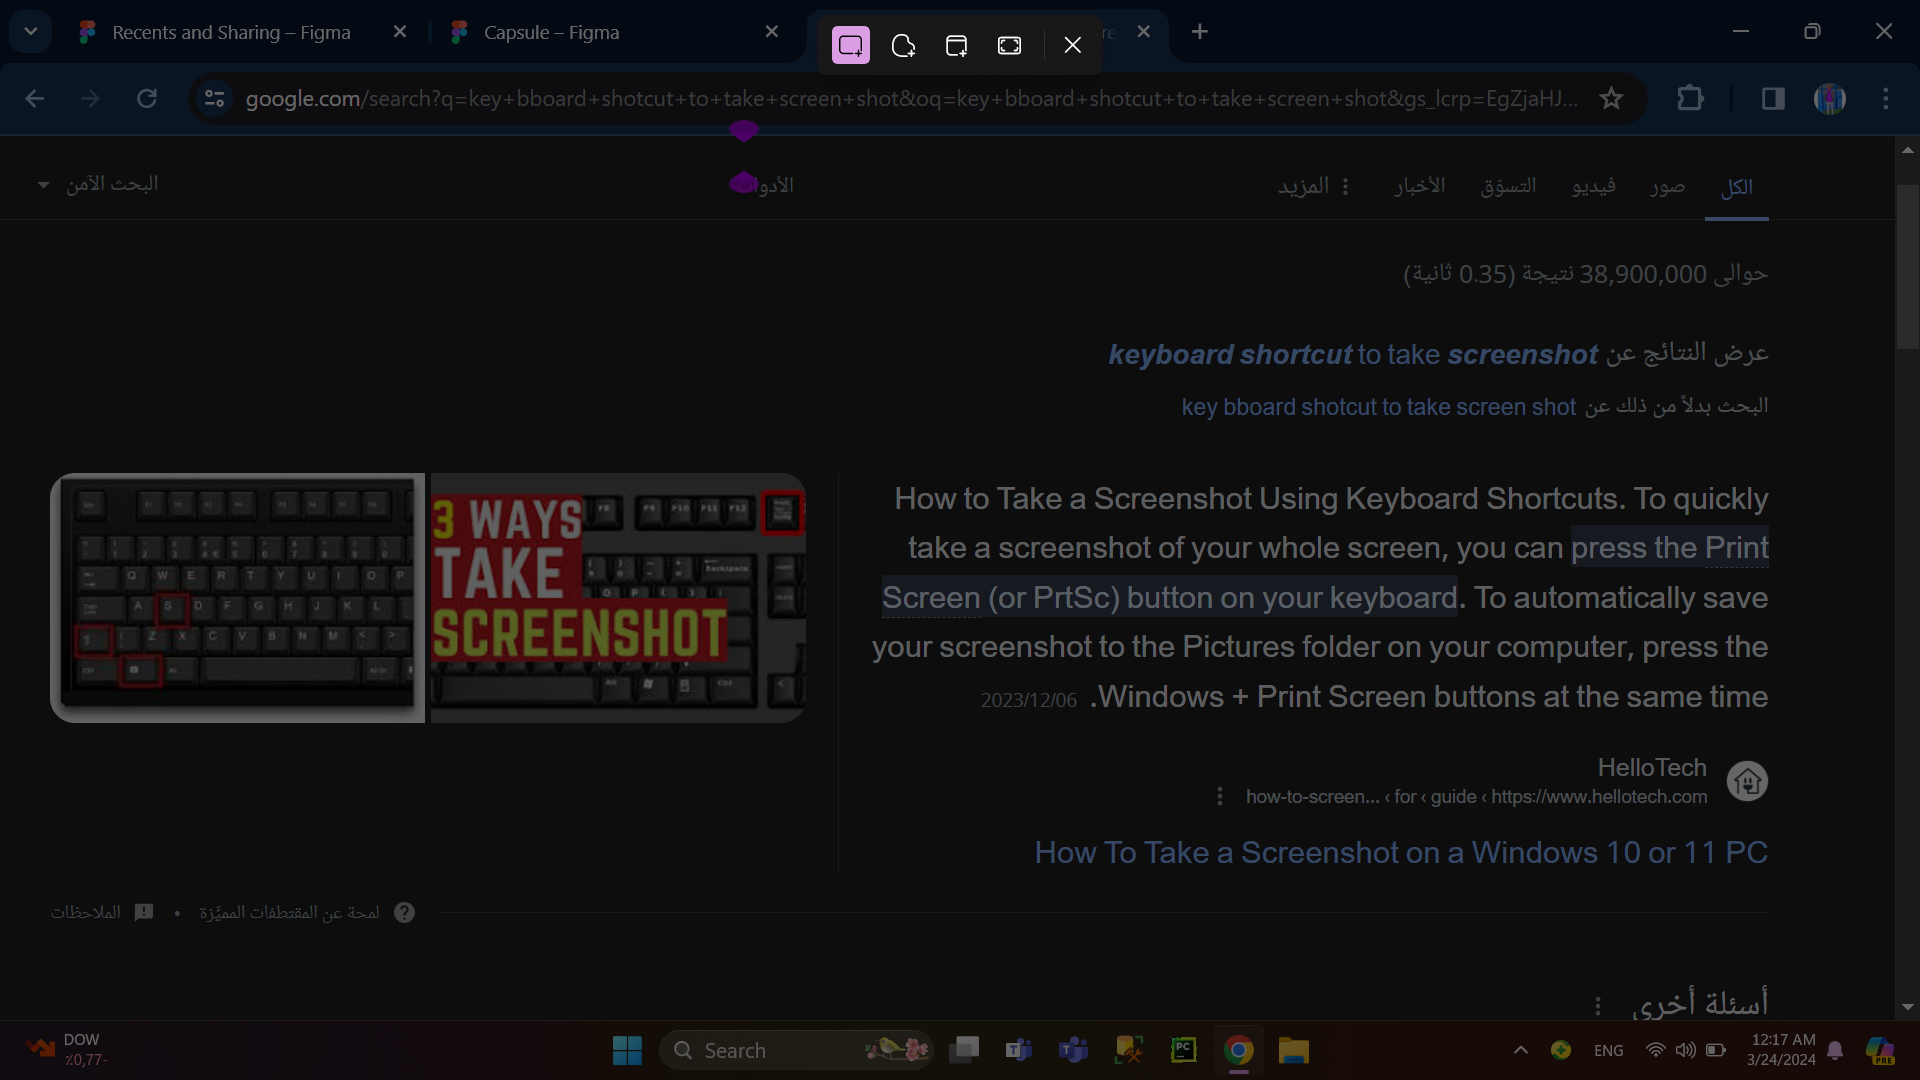 Recents and Sharing – Figma
Capsule – Figma
google.com/search?q=key+bboard+shotcut+to+take+screen+shot&oq=key+bboard+shotcut+to+take+screen+shot&gs_lcrp=EgZjaHJ...
الكل
صور
فيديو
التسوّق
الأخبار
المزيد
البحث الآمن
حوالى 38,900,000 نتيجة (0.35 ثانية)
عرض النتائج عن keyboard shortcut to take screenshot
البحث بدلاً من ذلك عن key bboard shotcut to take screen shot
3 WAYS
TAKE
SCREENSHOT
How to Take a Screenshot Using Keyboard Shortcuts. To quickly
take a screenshot of your whole screen, you can press the Print
Screen (or PrtSc) button on your keyboard. To automatically save
your screenshot to the Pictures folder on your computer, press the
Windows + Print Screen buttons at the same time. 2023/12/06
HelloTech
how-to-screen... ‹ for ‹ guide ‹ https://www.hellotech.com
How To Take a Screenshot on a Windows 10 or 11 PC
لمحة عن المقتطفات المميَّزة • الملاحظات
أسئلة أخرى
DOW
٪0,77-
Search
ENG
12:17 AM
3/24/2024